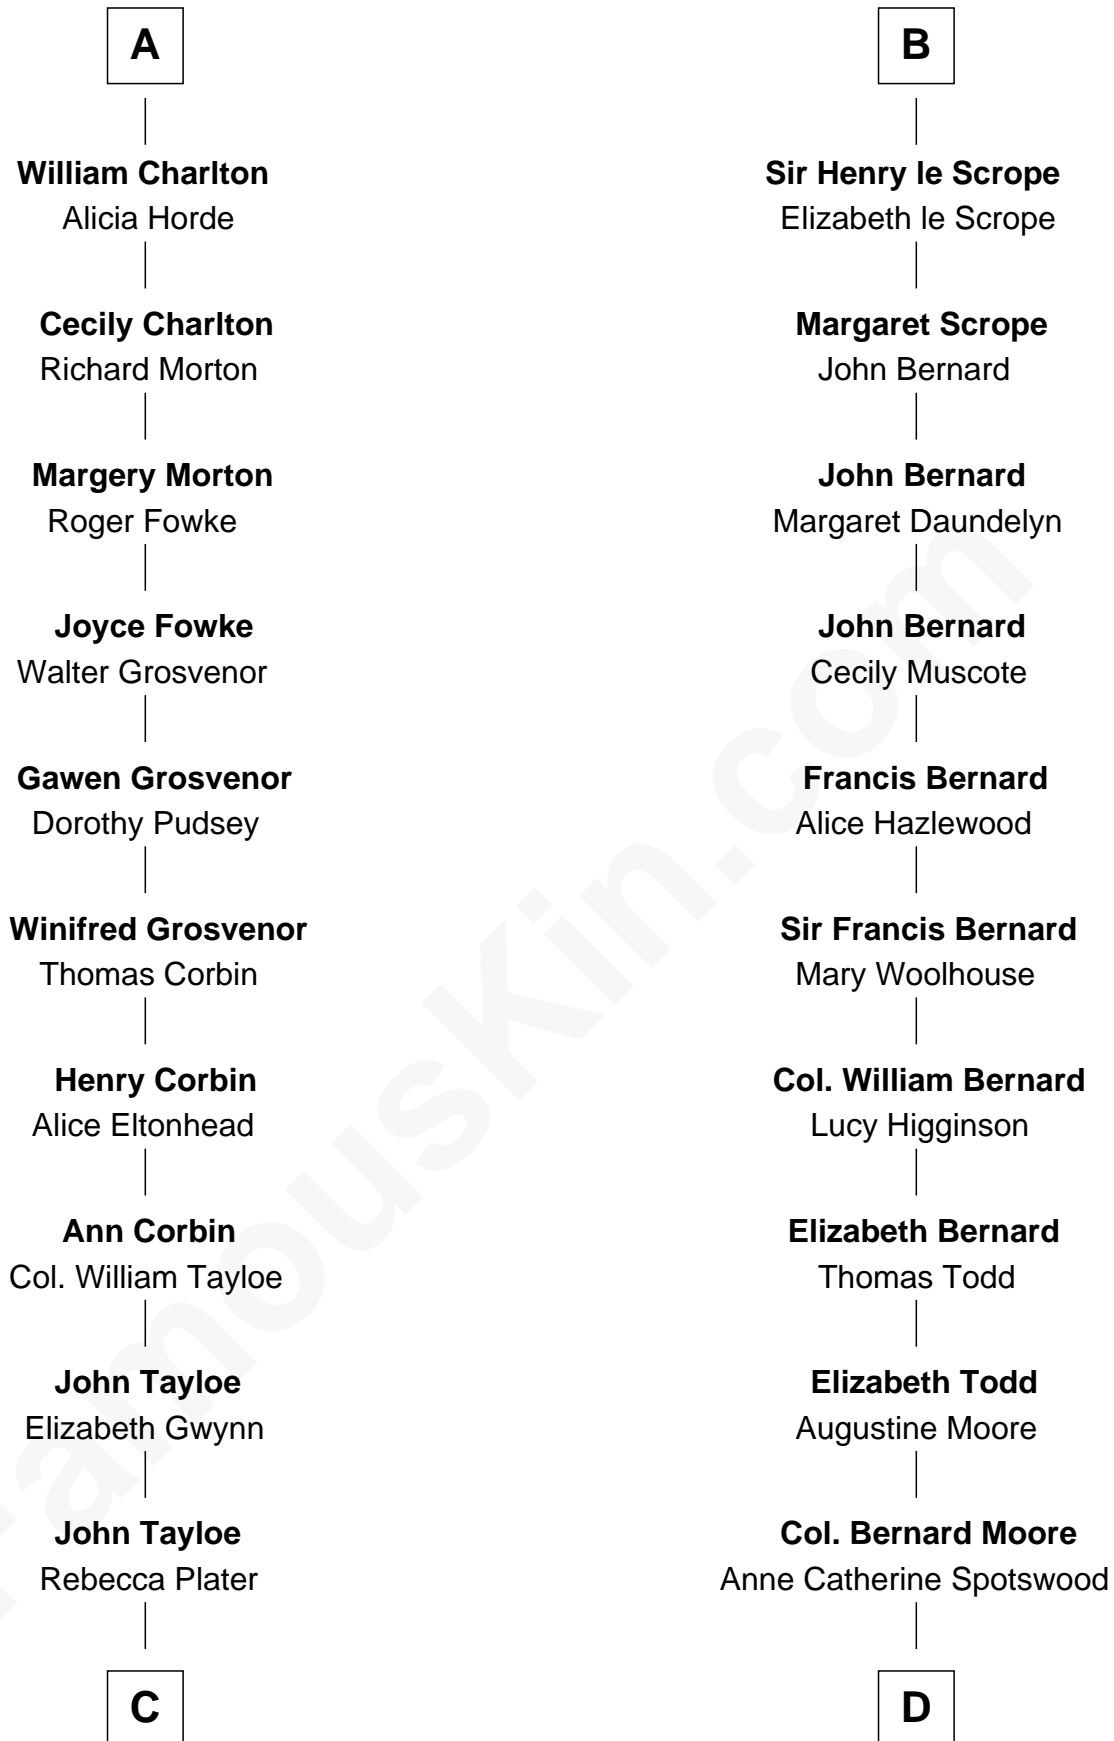 A
William Charlton
Alicia Horde
Cecily Charlton
Richard Morton
Margery Morton
Roger Fowke
Joyce Fowke
Walter Grosvenor
Gawen Grosvenor
Dorothy Pudsey
Winifred Grosvenor
Thomas Corbin
Henry Corbin
Alice Eltonhead
Ann Corbin
Col. William Tayloe
John Tayloe
Elizabeth Gwynn
John Tayloe
Rebecca Plater
C
B
Sir Henry le Scrope
Elizabeth le Scrope
Margaret Scrope
John Bernard
John Bernard
Margaret Daundelyn
John Bernard
Cecily Muscote
Francis Bernard
Alice Hazlewood
Sir Francis Bernard
Mary Woolhouse
Col. William Bernard
Lucy Higginson
Elizabeth Bernard
Thomas Todd
Elizabeth Todd
Augustine Moore
Col. Bernard Moore
Anne Catherine Spotswood
D
FamousKin.com